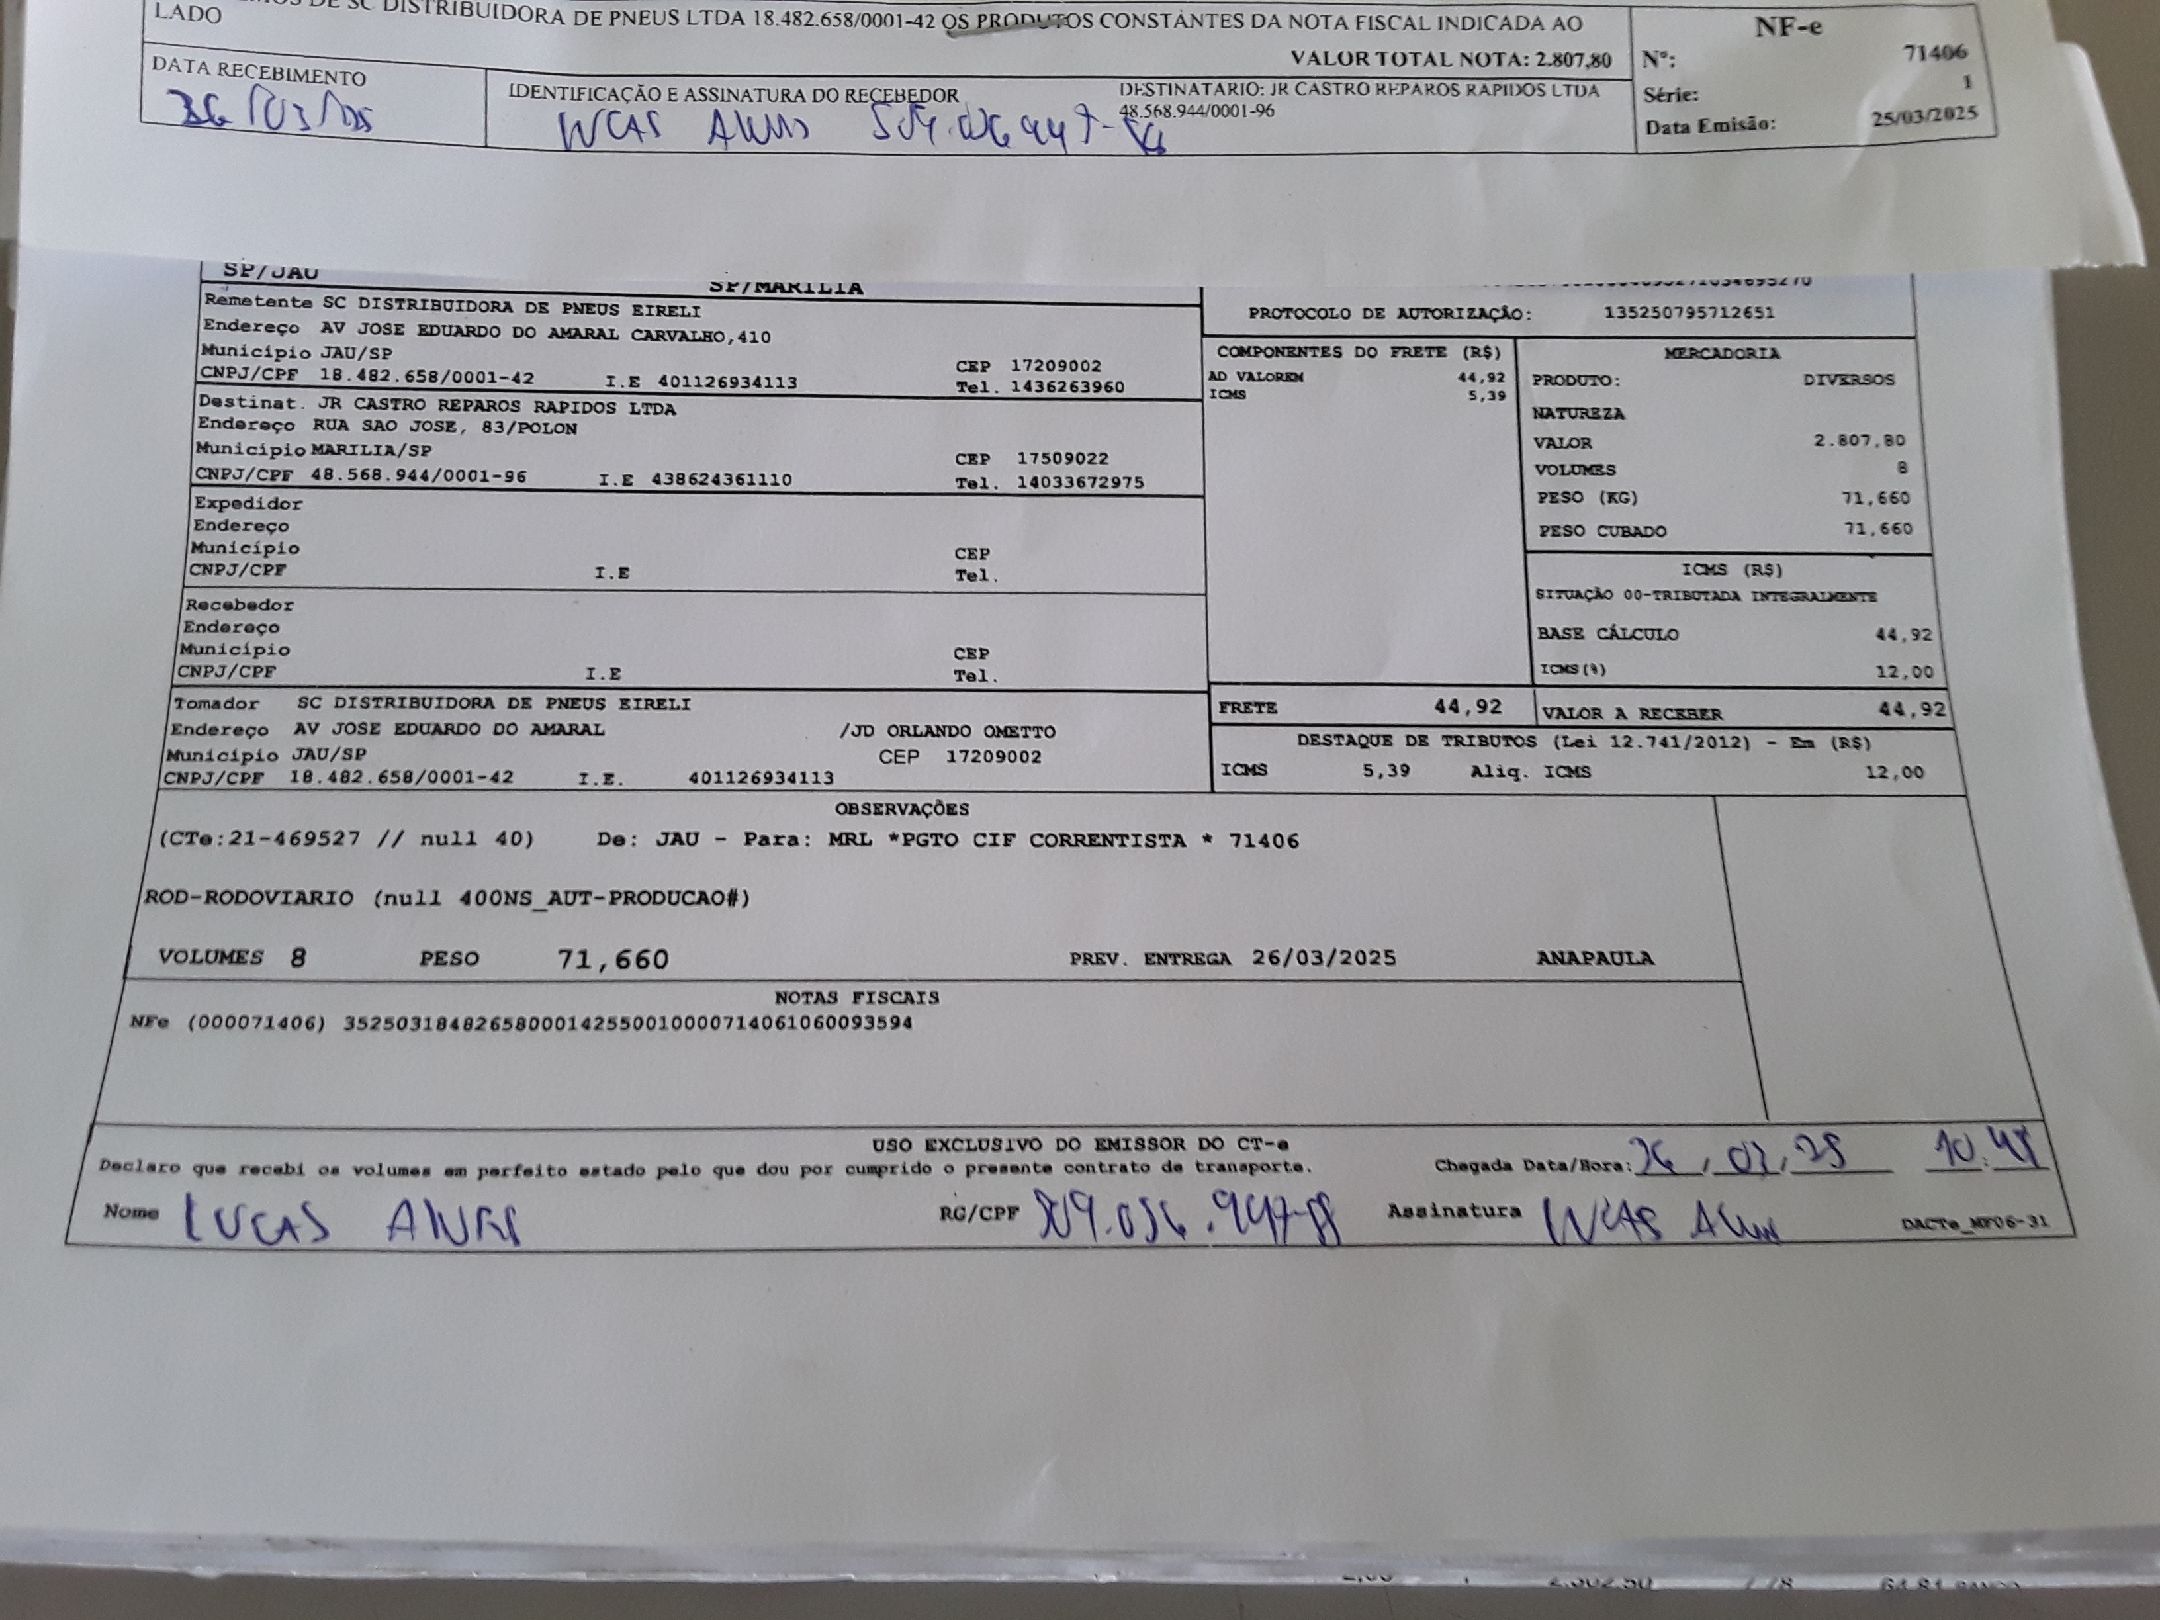 DE SC DISTRIBUIDORA DE PNEUS LTDA 18.482.658/0001-42 OS PRODUTOS CONSTANTES DA NOTA FISCAL INDICADA AO
LADO
VALOR TOTAL NOTA: 2.807,80
NF-e
Nº: 71406
Série: 1
Data Emisão: 25/03/2025
DATA RECEBIMENTO
26/03/25
IDENTIFICAÇÃO E ASSINATURA DO RECEBEDOR
LUCAS ALVES
DESTINATARIO: JR CASTRO REPAROS RAPIDOS LTDA
48.568.944/0001-96
SP/JAU
SP/MARILIA
Remetente SC DISTRIBUIDORA DE PNEUS EIRELI
Endereço AV JOSE EDUARDO DO AMARAL CARVALHO,410
Município JAU/SP CEP 17209002
CNPJ/CPF 18.482.658/0001-42 I.E 401126934113 Tel. 1436263960
Destinat. JR CASTRO REPAROS RAPIDOS LTDA
Endereço RUA SAO JOSE, 83/POLON
Município MARILIA/SP CEP 17509022
CNPJ/CPF 48.568.944/0001-96 I.E 438624361110 Tel. 14033672975
Expedidor
Endereço
Município CEP
CNPJ/CPF I.E Tel.
Recebedor
Endereço
Município CEP
CNPJ/CPF I.E Tel.
Tomador SC DISTRIBUIDORA DE PNEUS EIRELI
Endereço AV JOSE EDUARDO DO AMARAL /JD ORLANDO OMETTO
Município JAU/SP CEP 17209002
CNPJ/CPF 18.482.658/0001-42 I.E. 401126934113
PROTOCOLO DE AUTORIZAÇÃO: 135250795712651
COMPONENTES DO FRETE (R$)
AD VALOREM 44,92
ICMS 5,39
MERCADORIA
PRODUTO: DIVERSOS
NATUREZA
VALOR 2.807,80
VOLUMES 8
PESO (KG) 71,660
PESO CUBADO 71,660
ICMS (R$)
SITUAÇÃO 00-TRIBUTADA INTEGRALMENTE
BASE CÁLCULO 44,92
ICMS(%) 12,00
FRETE 44,92 VALOR A RECEBER 44,92
DESTAQUE DE TRIBUTOS (Lei 12.741/2012) - Em (R$)
ICMS 5,39 Aliq. ICMS 12,00
OBSERVAÇÕES
(CTe:21-469527 // null 40) De: JAU - Para: MRL *PGTO CIF CORRENTISTA * 71406
ROD-RODOVIARIO (null 400NS_AUT-PRODUCAO#)
VOLUMES 8 PESO 71,660 PREV. ENTREGA 26/03/2025 ANAPAULA
NOTAS FISCAIS
NFe (000071406) 35250318482658000142550010000714061060093594
USO EXCLUSIVO DO EMISSOR DO CT-e
Declaro que recebi os volumes em perfeito estado pelo que dou por cumprido o presente contrato de transporte. Chegada Data/Hora: 26/03/25
Nome LUCAS ALVES RG/CPF Assinatura LUCAS DACTe_MF06-31